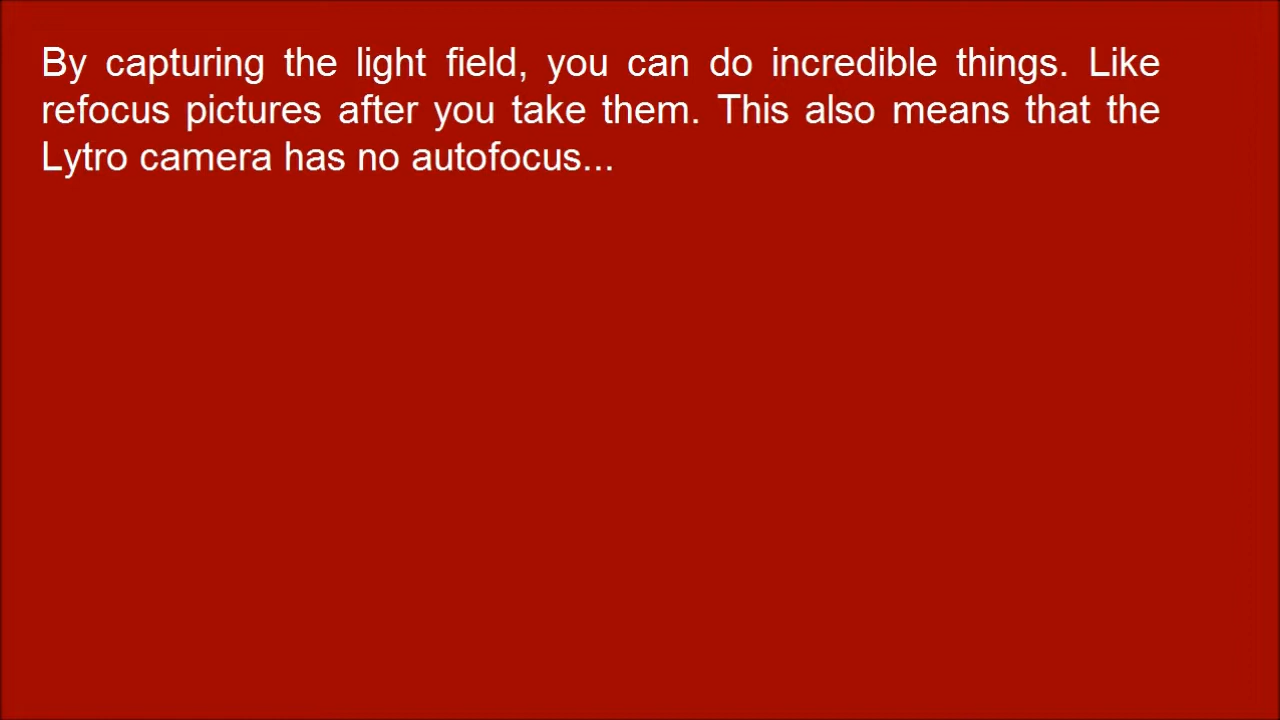 By capturing the light field, you can do incredible things. Like
refocus pictures after you take them. This also means that the
Lytro camera has no autofocus...